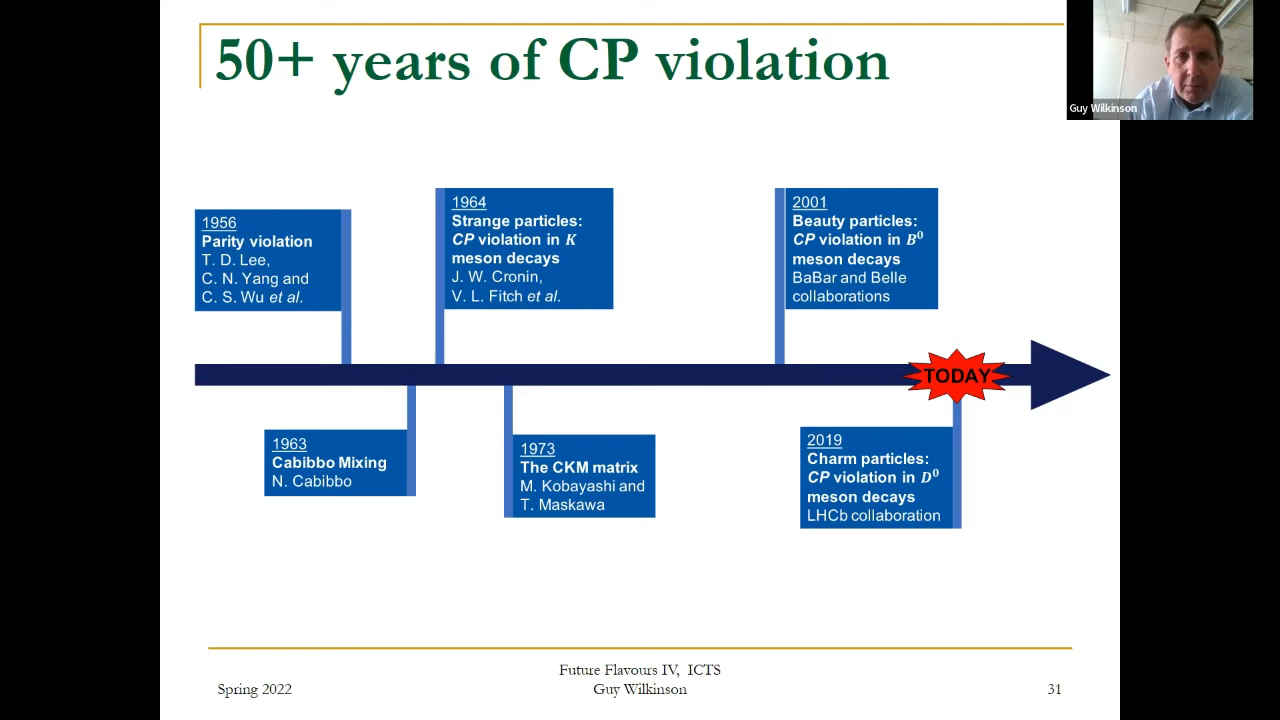 50+ years of CP violation
Guy Wilkinson
1956
Parity violation
T. D. Lee,
C. N. Yang and
C. S. Wu et al.
1964
Strange particles:
CP violation in K
meson decays
J. W. Cronin,
V. L. Fitch et al.
2001
Beauty particles:
CP violation in B⁰
meson decays
BaBar and Belle
collaborations
TODAY
1963
Cabibbo Mixing
N. Cabibbo
1973
The CKM matrix
M. Kobayashi and
T. Maskawa
2019
Charm particles:
CP violation in D⁰
meson decays
LHCb collaboration
Spring 2022
Future Flavours IV, ICTS
Guy Wilkinson
31